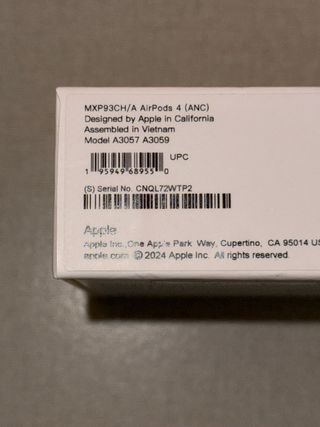 MXP93CH/A AirPods 4 (ANC)
Designed by Apple in California
Assembled in Vietnam
Model A3057 A3059
UPC
1 95949 68955 0
(S) Serial No. CNQL72WTP2
Apple
Apple Inc., One Apple Park Way, Cupertino, CA 95014 US
apple.com © 2024 Apple Inc. All rights reserved.